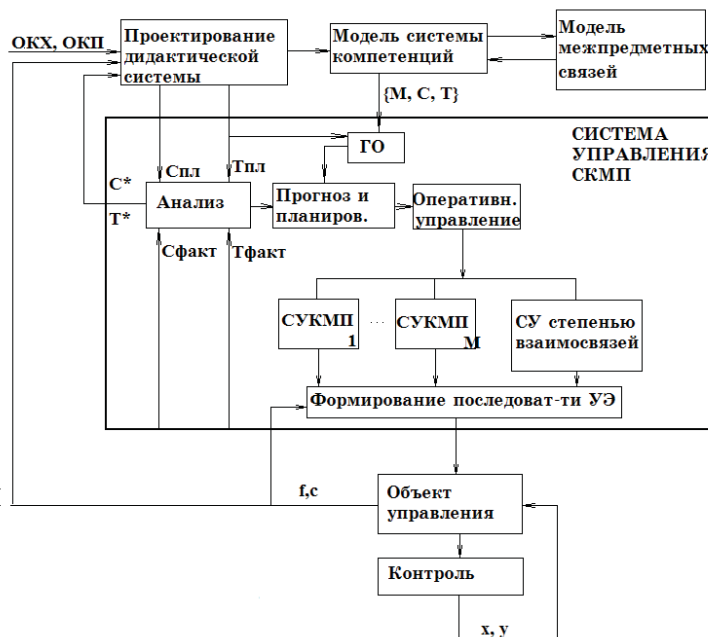 ОКХ, ОКП
Проектирование
дидактической
системы
Модель системы
компетенций
Модель
межпредметных
связей
{М, С, Т}
СИСТЕМА
УПРАВЛЕНИЯ
СКМП
ГО
Спл
Тпл
С*
Т*
Анализ
Прогноз и
планиров.
Оперативн.
управление
Сфакт
Тфакт
СУКМП
1
...
СУКМП
М
СУ степенью
взаимосвязей
Формирование последоват-ти УЭ
f,c
Объект
управления
Контроль
x, y